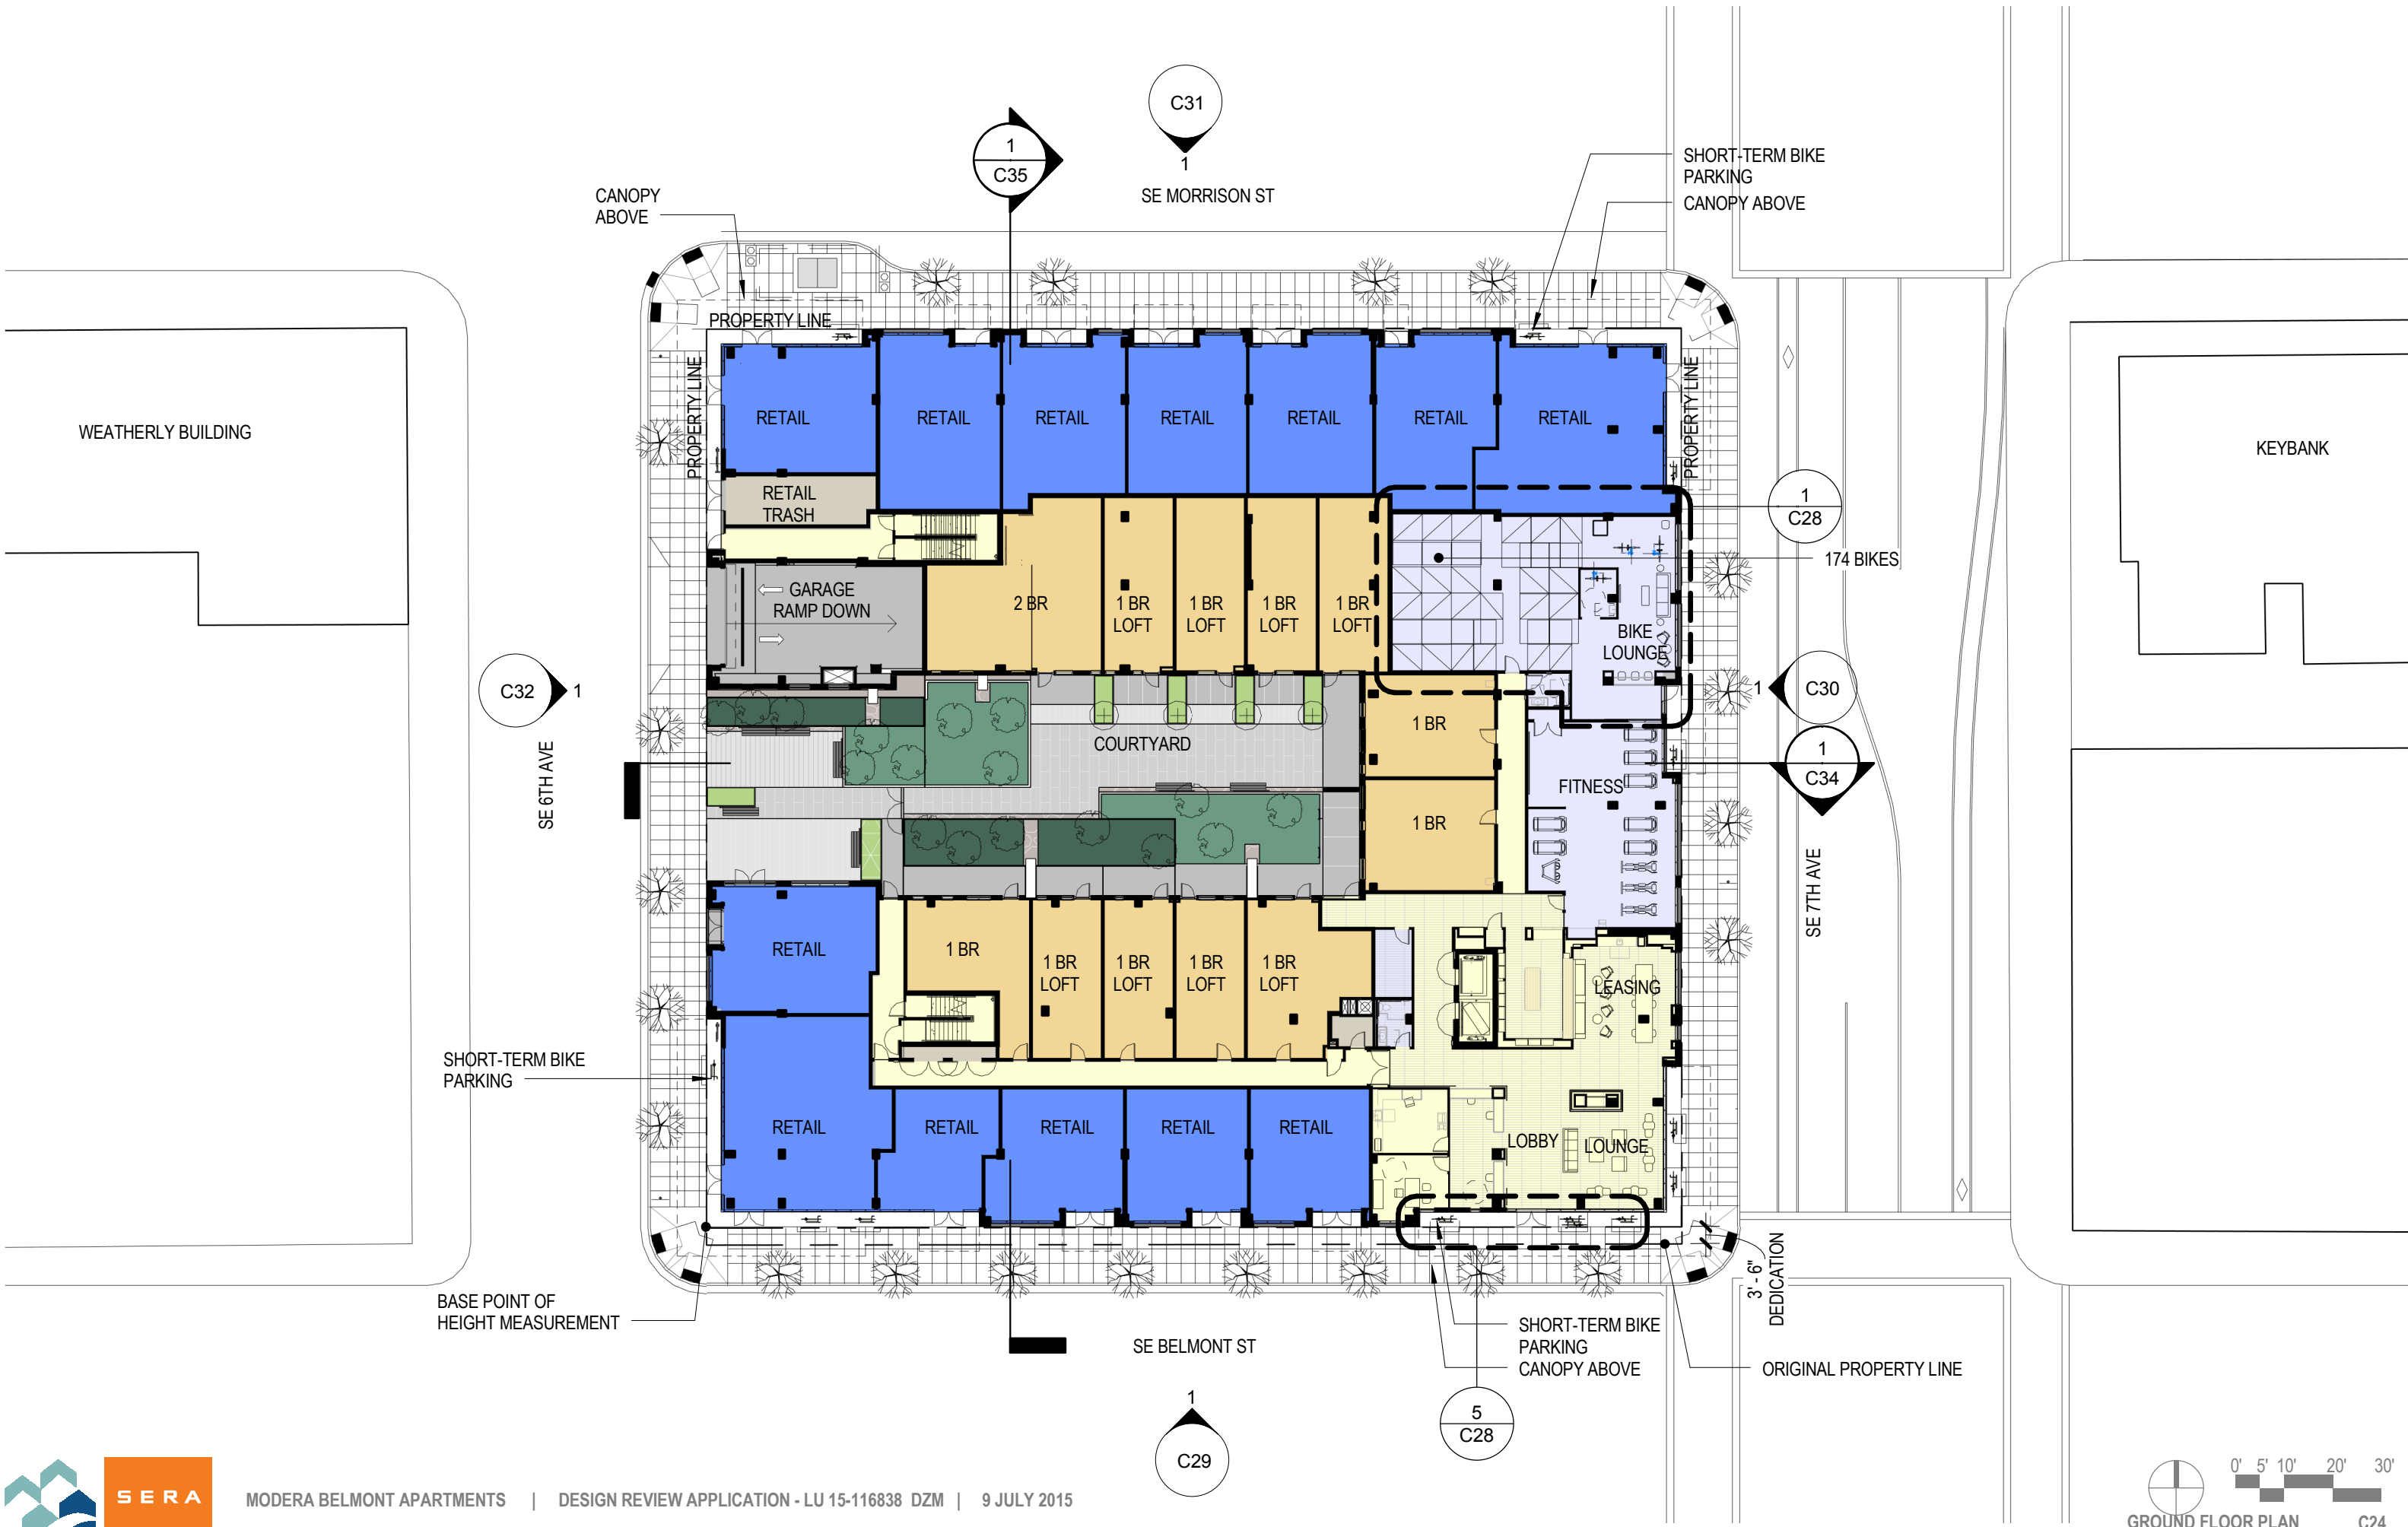 C31
1
1
C35
SE MORRISON ST
CANOPY
ABOVE
SHORT-TERM BIKE
PARKING
CANOPY ABOVE
PROPERTY LINE
PROPERTY LINE
PROPERTY LINE
WEATHERLY BUILDING
KEYBANK
RETAIL
RETAIL
RETAIL
RETAIL
RETAIL
RETAIL
RETAIL
RETAIL
TRASH
1
C28
174 BIKES
GARAGE
RAMP DOWN
2 BR
1 BR
LOFT
1 BR
LOFT
1 BR
LOFT
1 BR
LOFT
BIKE
LOUNGE
C32
1
1
C30
COURTYARD
1 BR
SE 6TH AVE
1
C34
FITNESS
1 BR
SE 7TH AVE
RETAIL
1 BR
1 BR
LOFT
1 BR
LOFT
1 BR
LOFT
1 BR
LOFT
LEASING
SHORT-TERM BIKE
PARKING
RETAIL
RETAIL
RETAIL
RETAIL
RETAIL
LOBBY
LOUNGE
3' - 6"
DEDICATION
BASE POINT OF
HEIGHT MEASUREMENT
SE BELMONT ST
SHORT-TERM BIKE
PARKING
CANOPY ABOVE
ORIGINAL PROPERTY LINE
1
C29
5
C28
SERA
MODERA BELMONT APARTMENTS | DESIGN REVIEW APPLICATION - LU 15-116838 DZM | 9 JULY 2015
0' 5' 10' 20' 30'
GROUND FLOOR PLAN C24